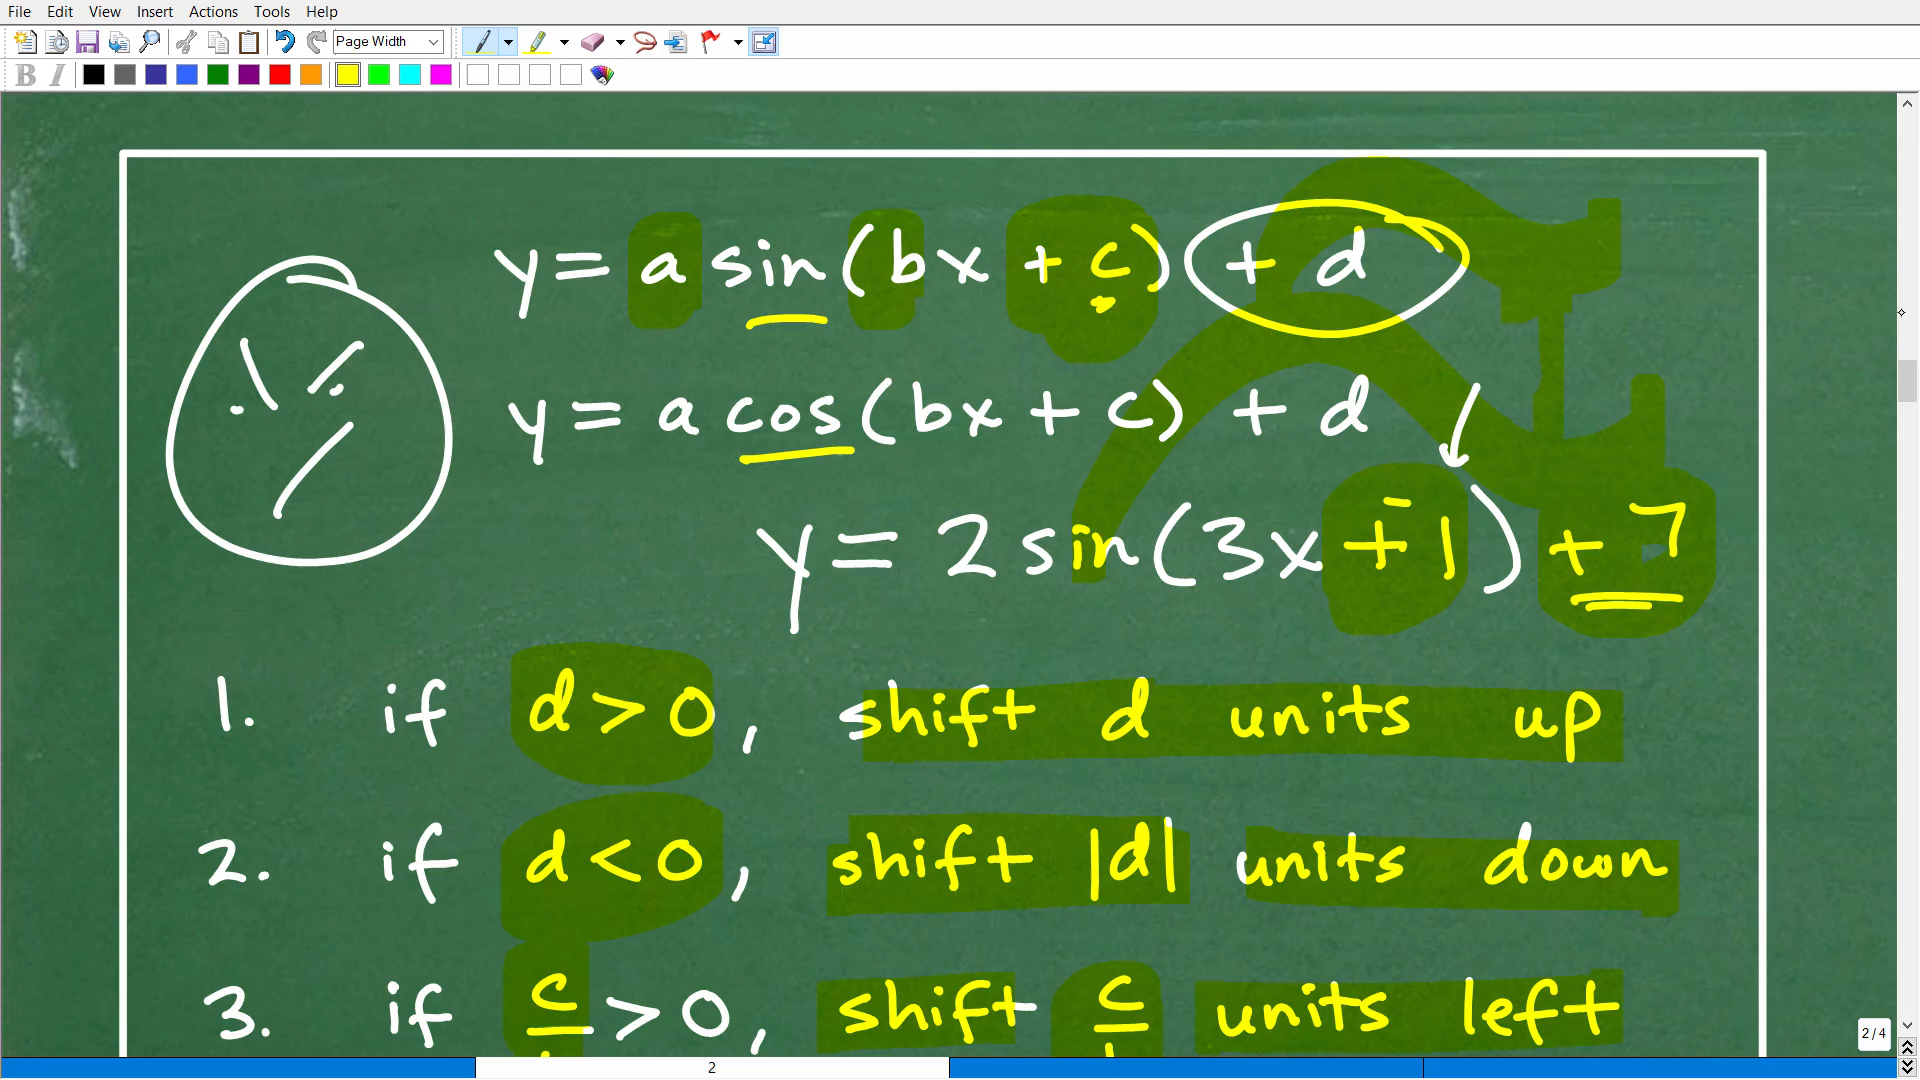 File Edit View Insert Actions Tools Help
Page Width
B I
y = a sin(bx + c) + d
y = a cos(bx + c) + d
y = 2 sin(3x + - 1) + 7
1. if d > 0, shift d units up
2. if d < 0, shift |d| units down
3. if c > 0, shift c units left
2 / 4
2